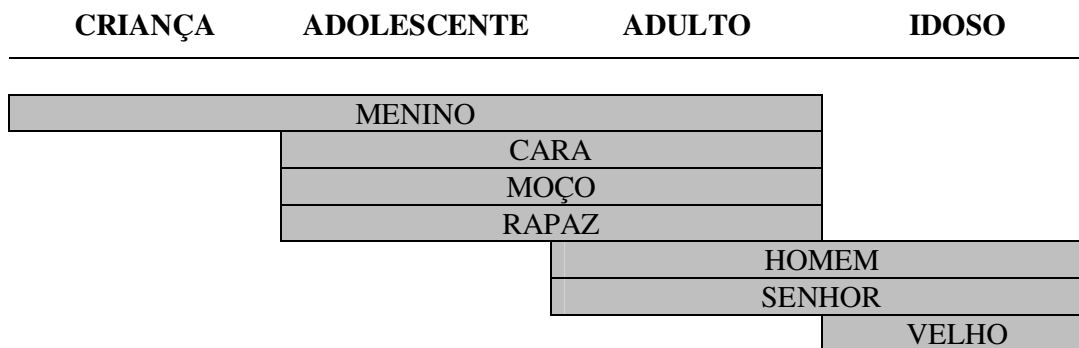 CRIANÇA ADOLESCENTE ADULTO IDOSO
MENINO
CARA
MOÇO
RAPAZ
HOMEM
SENHOR
VELHO